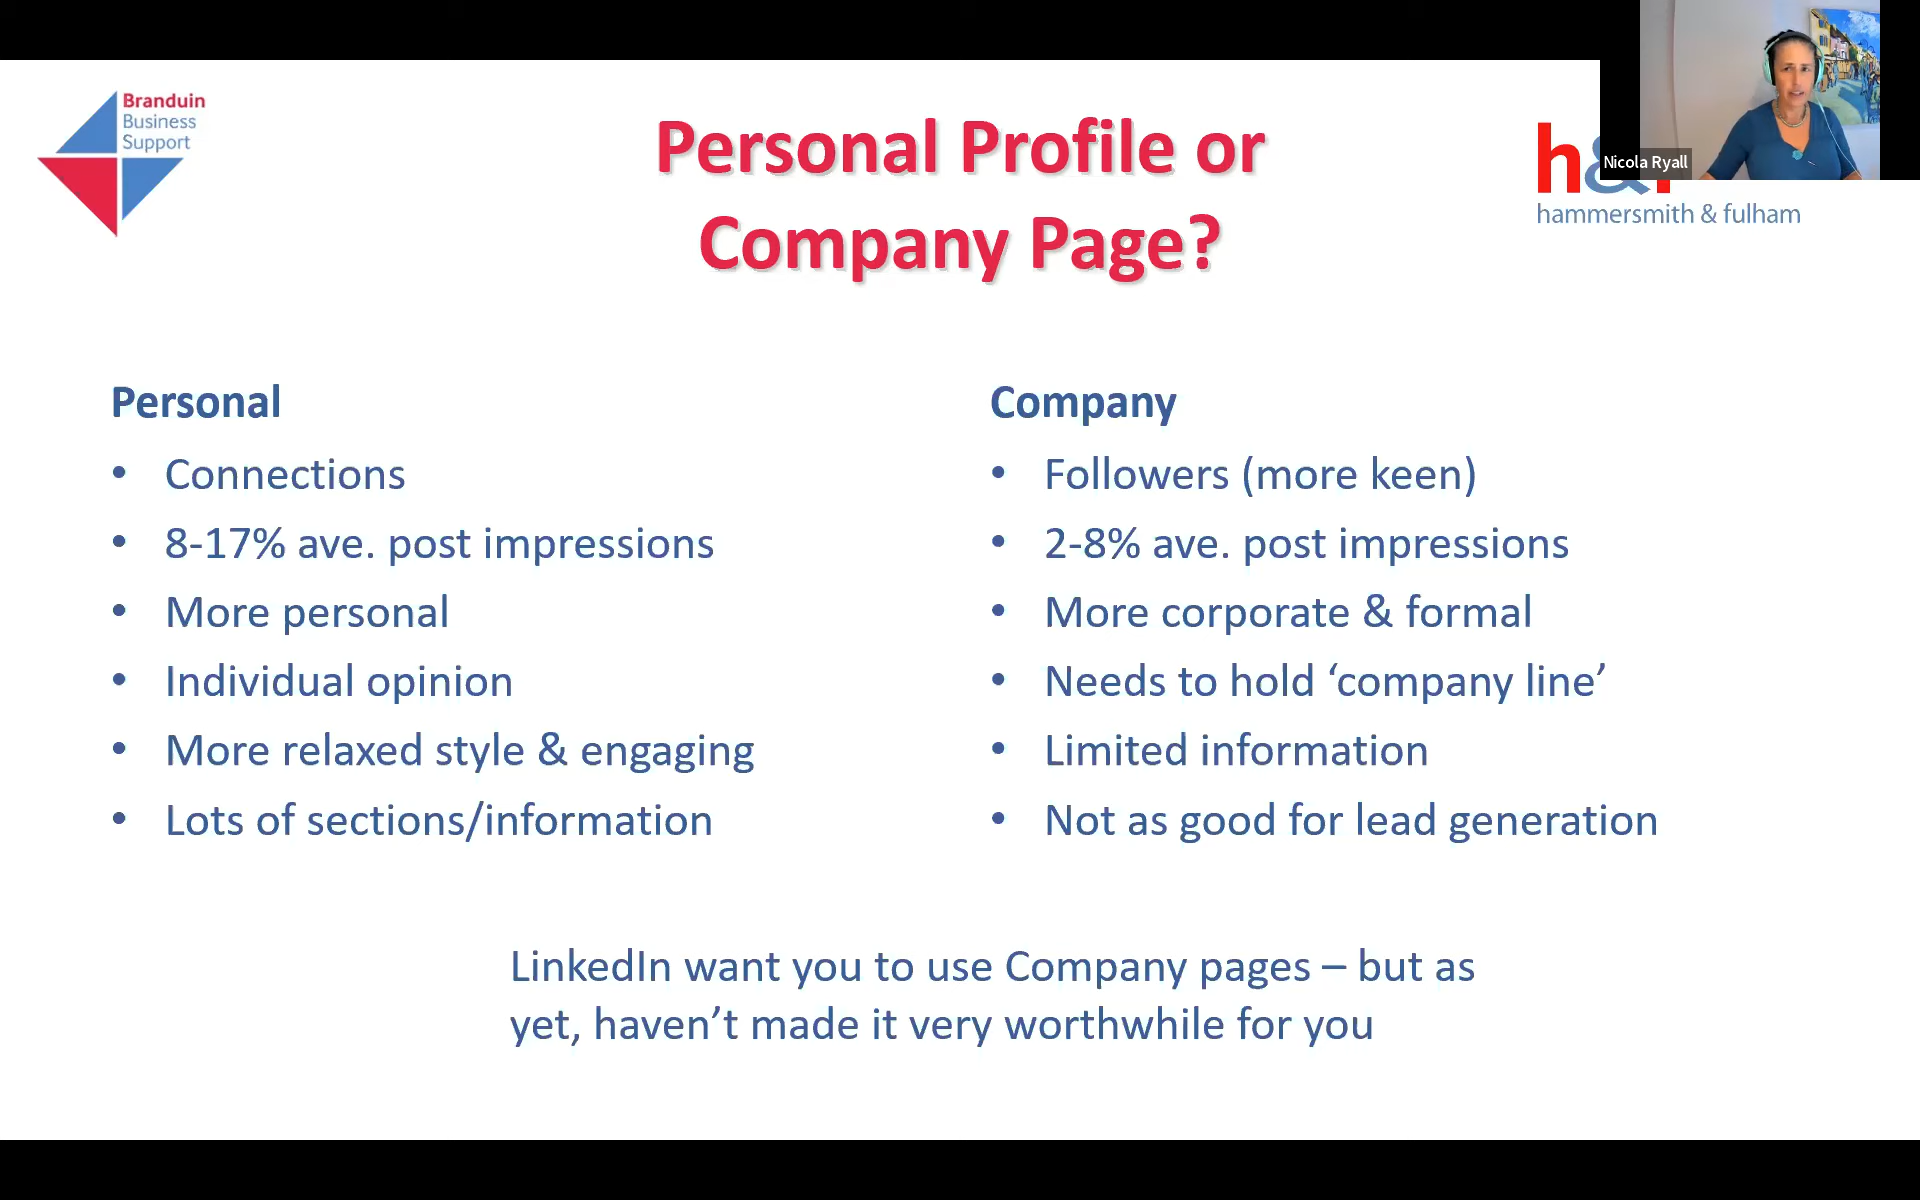 Branduin
Business
Support
Personal Profile or
Company Page?
h&f
hammersmith & fulham
Nicola Ryall
Personal
• Connections
• 8-17% ave. post impressions
• More personal
• Individual opinion
• More relaxed style & engaging
• Lots of sections/information
Company
• Followers (more keen)
• 2-8% ave. post impressions
• More corporate & formal
• Needs to hold ‘company line’
• Limited information
• Not as good for lead generation
LinkedIn want you to use Company pages – but as
yet, haven’t made it very worthwhile for you